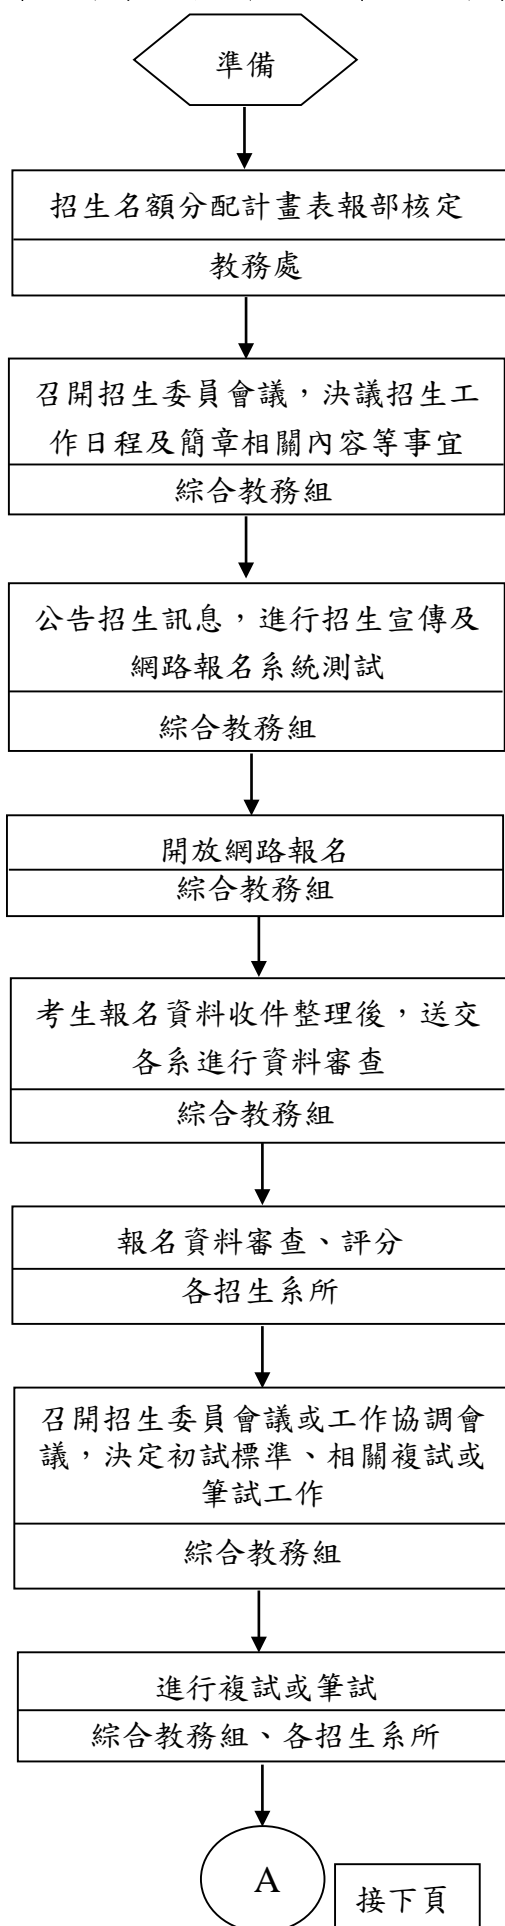 準備
招生名額分配計畫表報部核定
教務處
召開招生委員會議，決議招生工
作日程及簡章相關內容等事宜
綜合教務組
公告招生訊息，進行招生宣傳及
網路報名系統測試
綜合教務組
開放網路報名
綜合教務組
考生報名資料收件整理後，送交
各系進行資料審查
綜合教務組
報名資料審查、評分
各招生系所
召開招生委員會議或工作協調會
議，決定初試標準、相關複試或
筆試工作
綜合教務組
進行複試或筆試
綜合教務組、各招生系所
A
接下頁